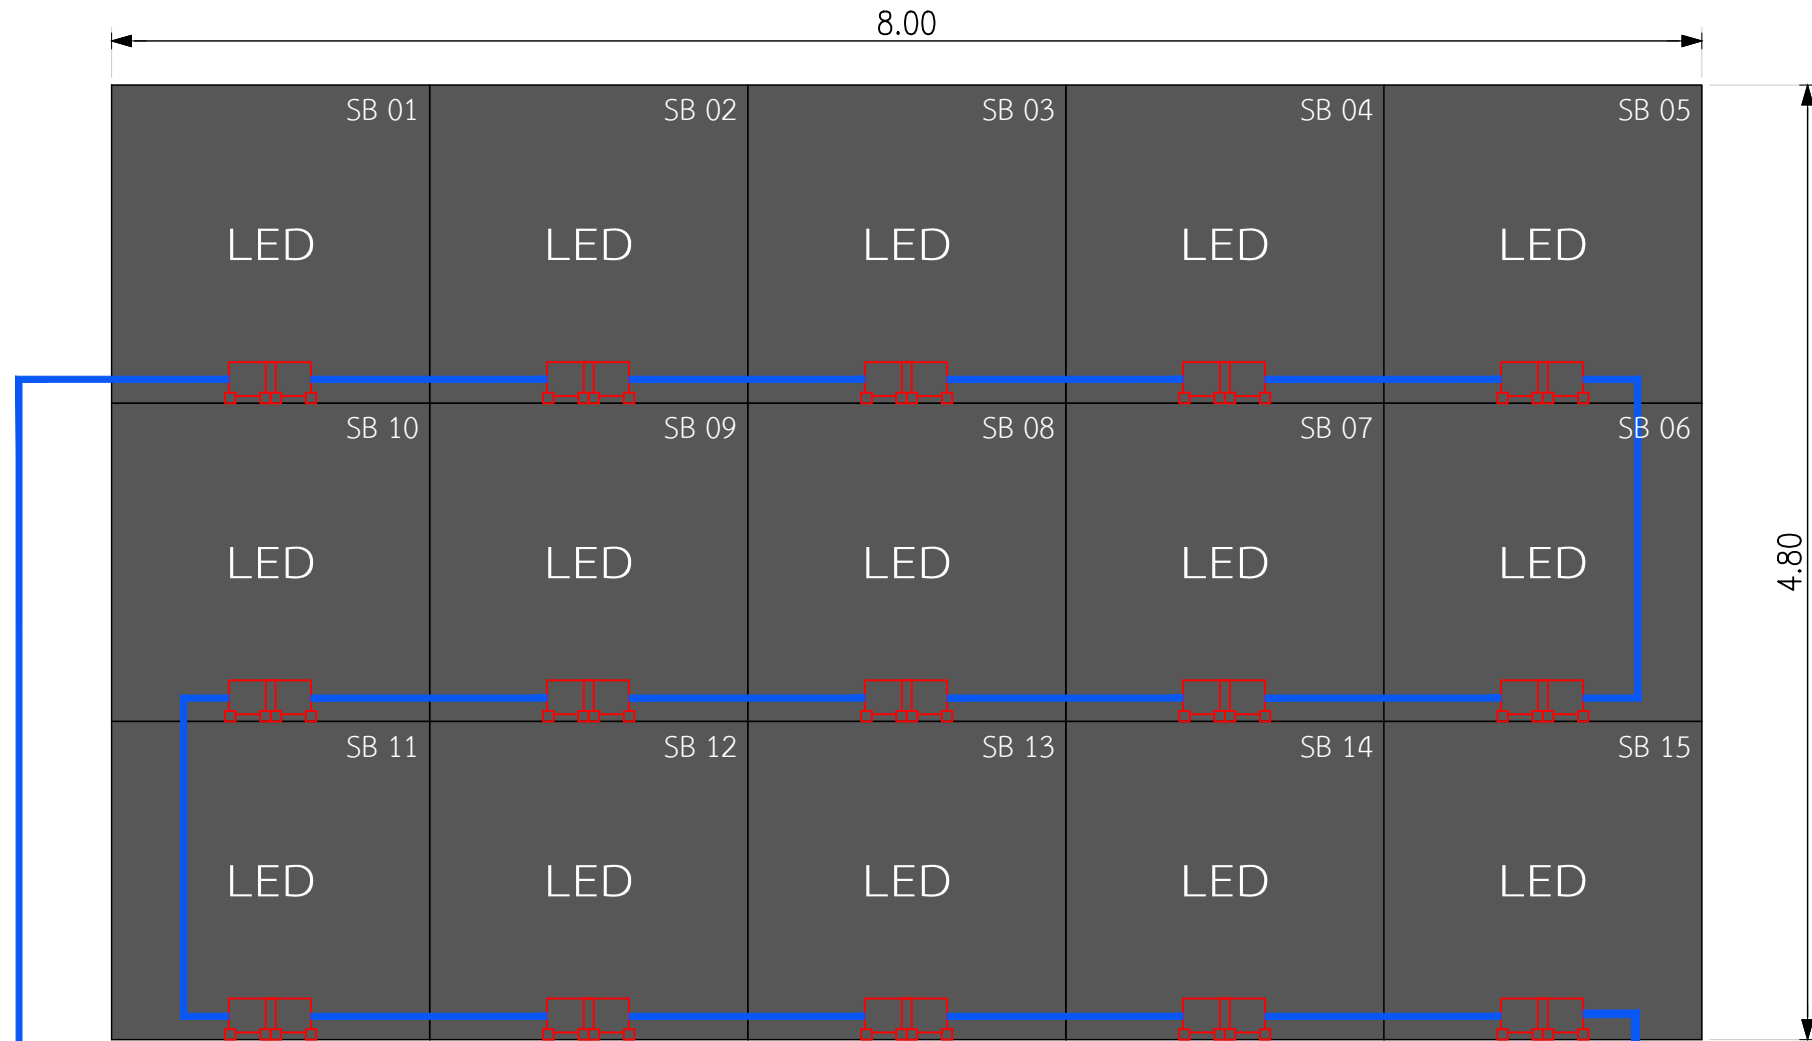 8.00
SB 01 SB 02 SB 03 SB 04 SB 05
LED LED LED LED LED
SB 10 SB 09 SB 08 SB 07 SB 06
LED LED LED LED LED
4.80
SB 11 SB 12 SB 13 SB 14 SB 15
LED LED LED LED LED